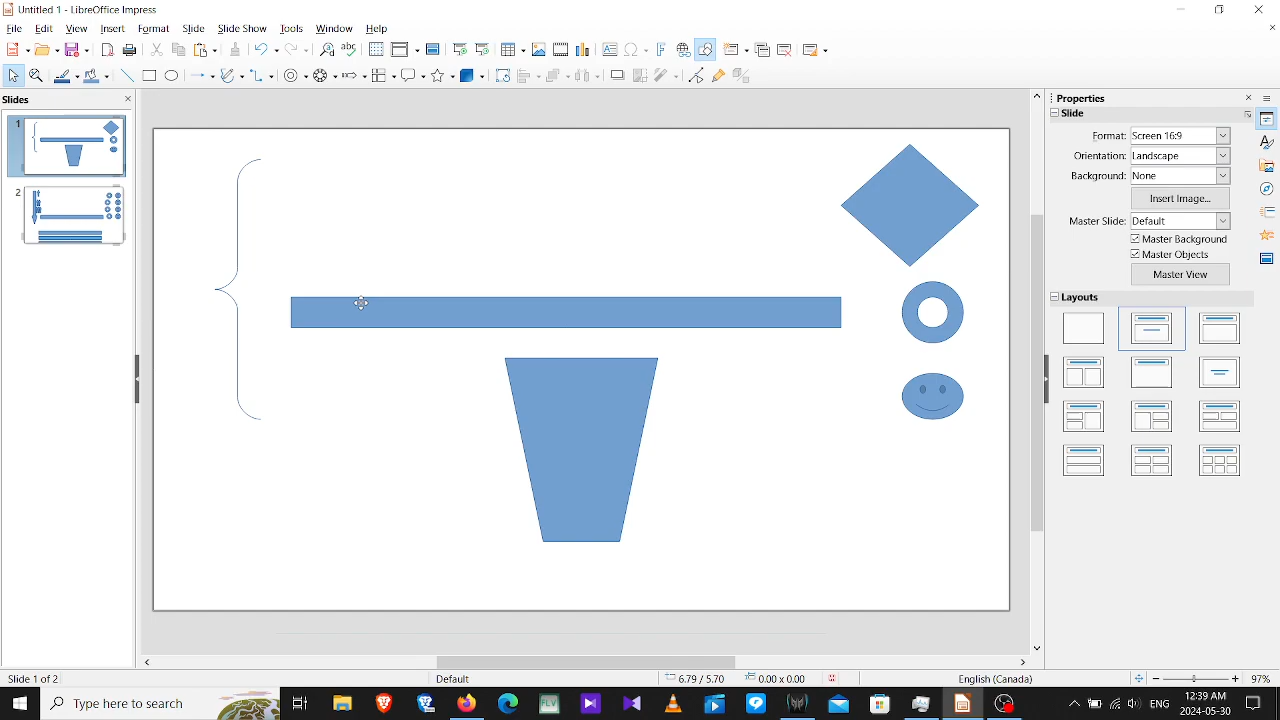 Untitled 1 - LibreOffice Impress
File Edit View Insert Format Slide Slide Show Tools Window Help
Slides
1
2
Properties
Slide
Format: Screen 16:9
Orientation: Landscape
Background: None
Insert Image...
Master Slide: Default
Master Background
Master Objects
Master View
Layouts
Slide 1 of 2
Default
6.79 / 5.70
0.00 x 0.00
English (Canada)
97%
Type here to search
FLV
12:39 AM
2024-05-30